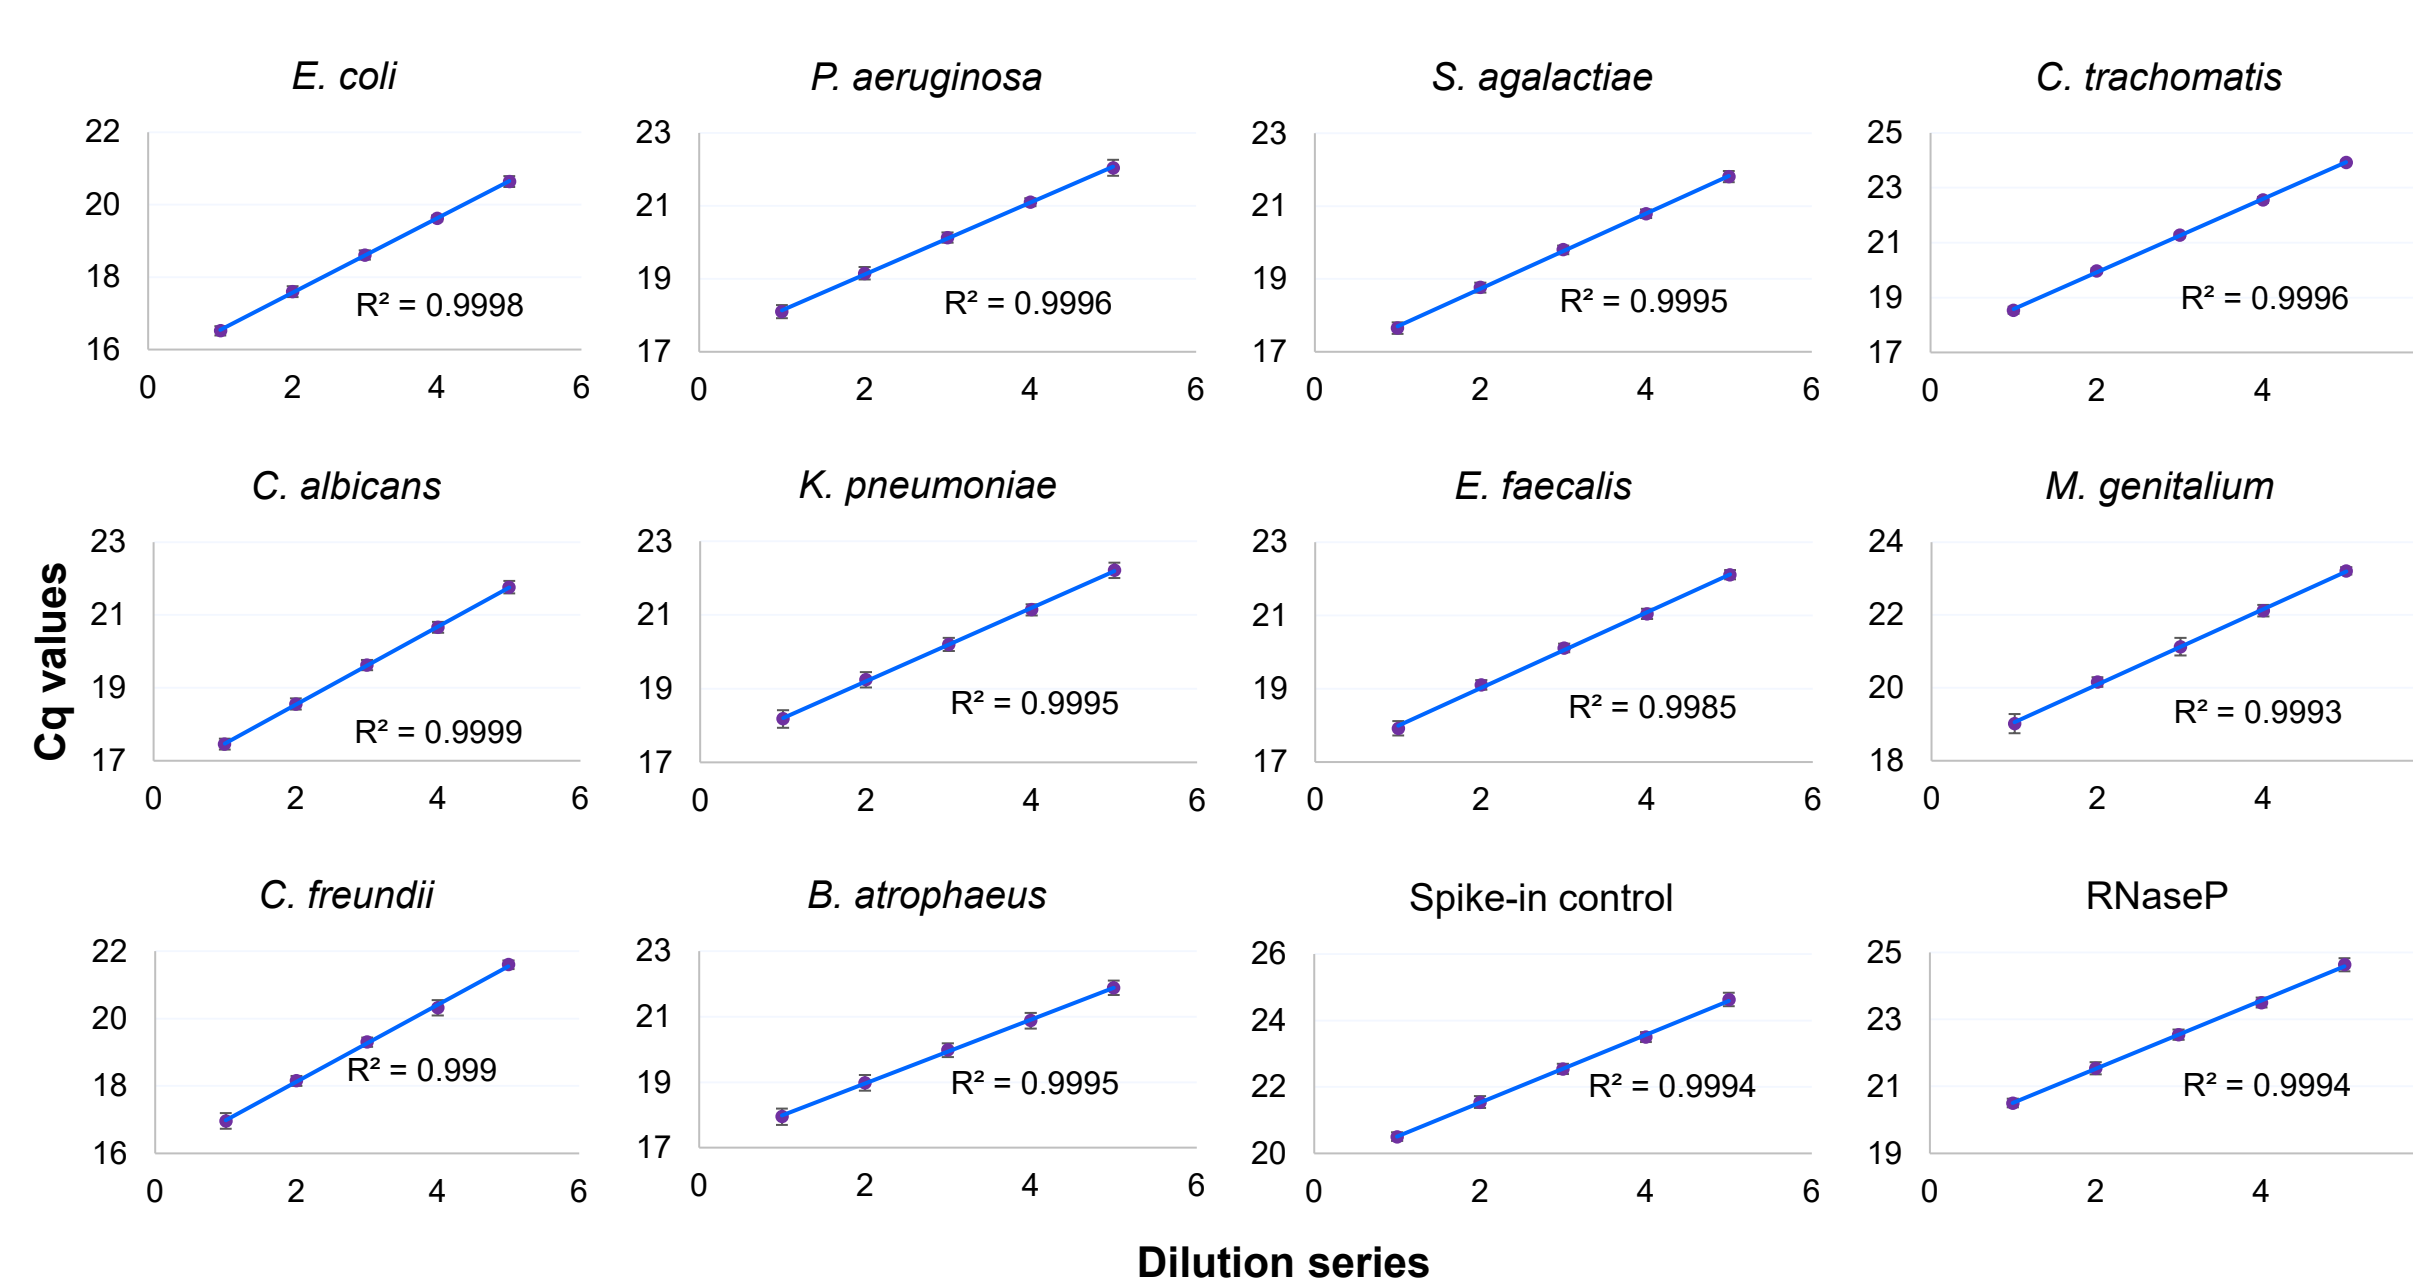 E. coli
22
20
18
16
0 2 4 6
R² = 0.9998
P. aeruginosa
23
21
19
17
0 2 4 6
R² = 0.9996
S. agalactiae
23
21
19
17
0 2 4 6
R² = 0.9995
C. trachomatis
25
23
21
19
17
0 2 4
R² = 0.9996
Cq values
C. albicans
23
21
19
17
0 2 4 6
R² = 0.9999
K. pneumoniae
23
21
19
17
0 2 4 6
R² = 0.9995
E. faecalis
23
21
19
17
0 2 4 6
R² = 0.9985
M. genitalium
24
22
20
18
0 2 4
R² = 0.9993
C. freundii
22
20
18
16
0 2 4 6
R² = 0.999
B. atrophaeus
23
21
19
17
0 2 4 6
R² = 0.9995
Spike-in control
26
24
22
20
0 2 4 6
R² = 0.9994
RNaseP
25
23
21
19
0 2 4
R² = 0.9994
Dilution series